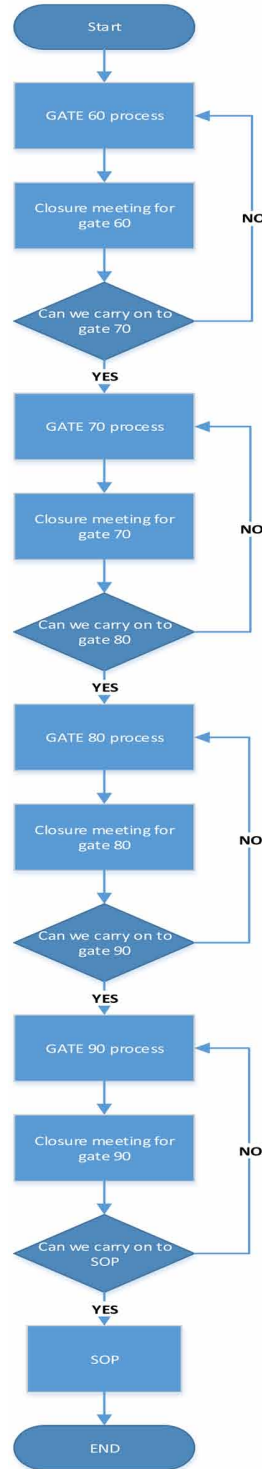 Start
GATE 60 process
NO
Closure meeting for
gate 60
Can we carry on to
gate 70
YES
GATE 70 process
NO
Closure meeting for
gate 70
Can we carry on to
gate 80
YES
GATE 80 process
NO
Closure meeting for
gate 80
Can we carry on to
gate 90
YES
GATE 90 process
NO
Closure meeting for
gate 90
Can we carry on to
SOP
YES
SOP
END